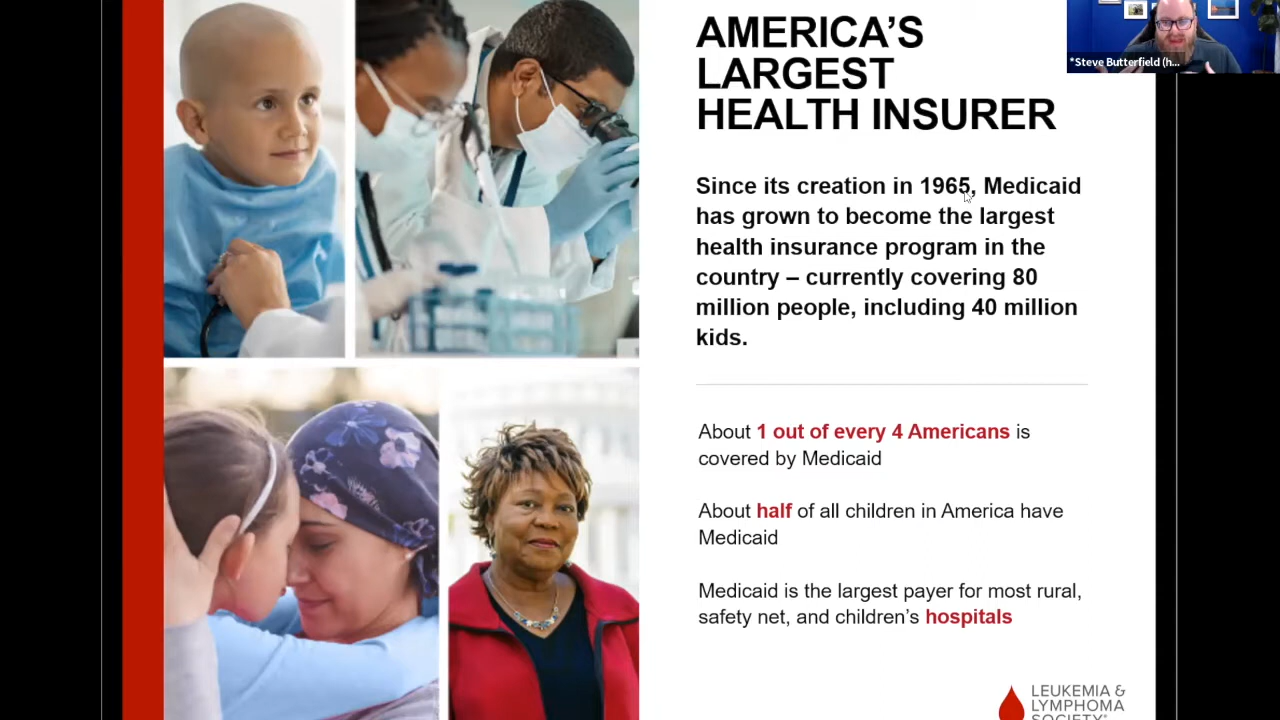 AMERICA'S
LARGEST
HEALTH INSURER
*Steve Butterfield (h...
Since its creation in 1965, Medicaid
has grown to become the largest
health insurance program in the
country – currently covering 80
million people, including 40 million
kids.
About 1 out of every 4 Americans is
covered by Medicaid
About half of all children in America have
Medicaid
Medicaid is the largest payer for most rural,
safety net, and children's hospitals
LEUKEMIA &
LYMPHOMA
SOCIETY®